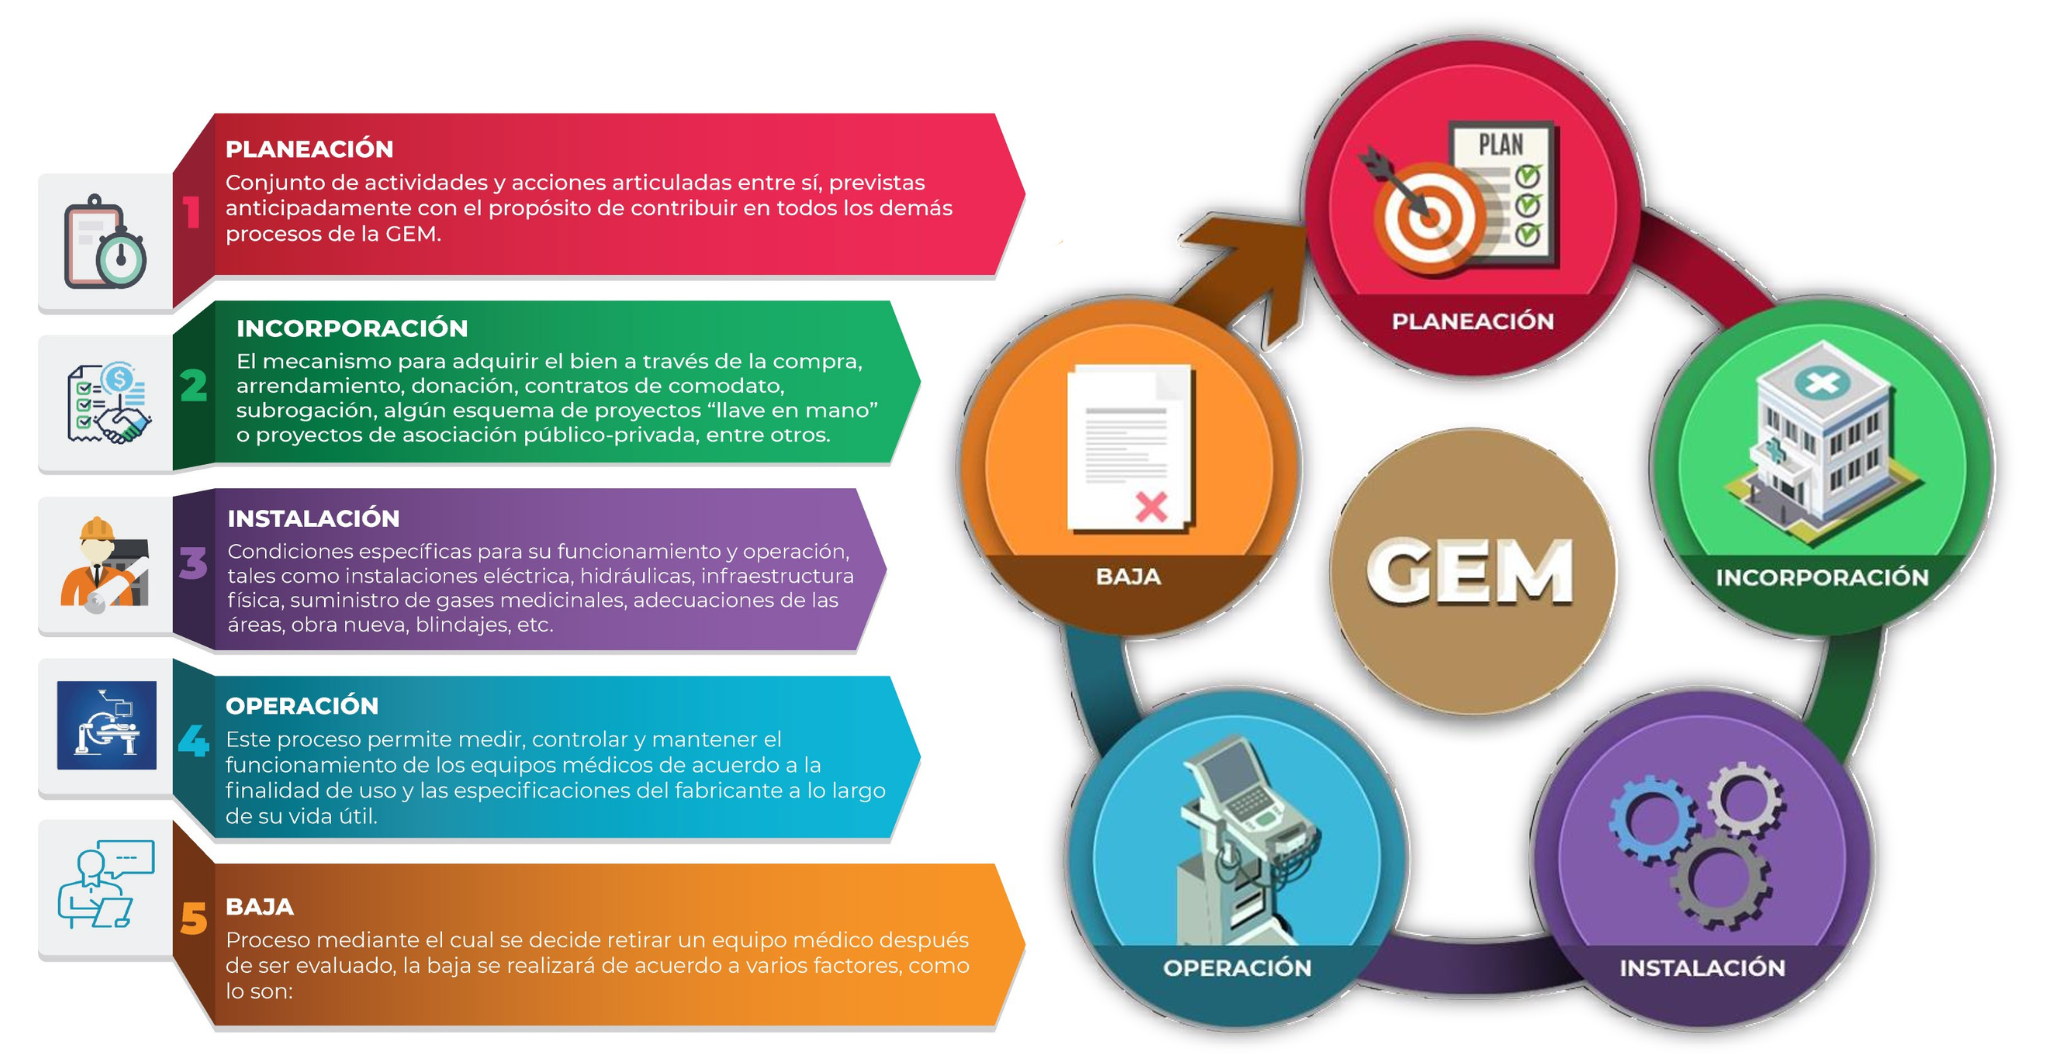 1
PLANEACIÓN
Conjunto de actividades y acciones articuladas entre sí, previstas
anticipadamente con el propósito de contribuir en todos los demás
procesos de la GEM.
2
INCORPORACIÓN
El mecanismo para adquirir el bien a través de la compra,
arrendamiento, donación, contratos de comodato,
subrogación, algún esquema de proyectos “llave en mano”
o proyectos de asociación público-privada, entre otros.
3
INSTALACIÓN
Condiciones específicas para su funcionamiento y operación,
tales como instalaciones eléctrica, hidráulicas, infraestructura
física, suministro de gases medicinales, adecuaciones de las
áreas, obra nueva, blindajes, etc.
4
OPERACIÓN
Este proceso permite medir, controlar y mantener el
funcionamiento de los equipos médicos de acuerdo a la
finalidad de uso y las especificaciones del fabricante a lo largo
de su vida útil.
5
BAJA
Proceso mediante el cual se decide retirar un equipo médico después
de ser evaluado, la baja se realizará de acuerdo a varios factores, como
lo son:
PLAN
PLANEACIÓN
BAJA
GEM
INCORPORACIÓN
OPERACIÓN
INSTALACIÓN
$